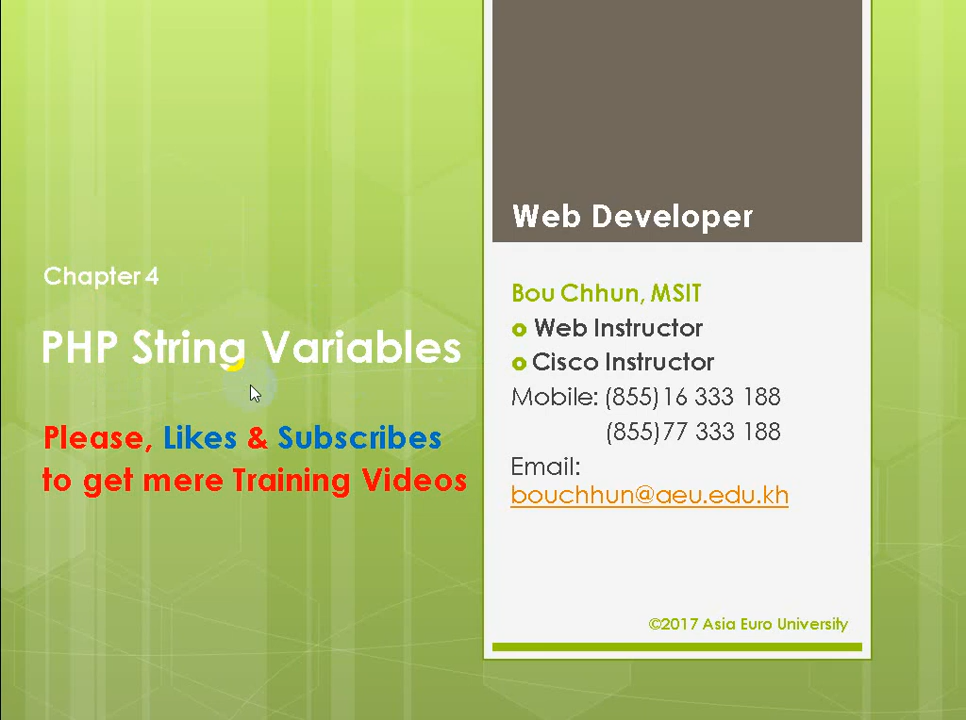 Chapter 4
PHP String Variables
Please, Likes & Subscribes
to get mere Training Videos
Web Developer
Bou Chhun, MSIT
Web Instructor
Cisco Instructor
Mobile: (855)16 333 188
(855)77 333 188
Email:
bouchhun@aeu.edu.kh
©2017 Asia Euro University